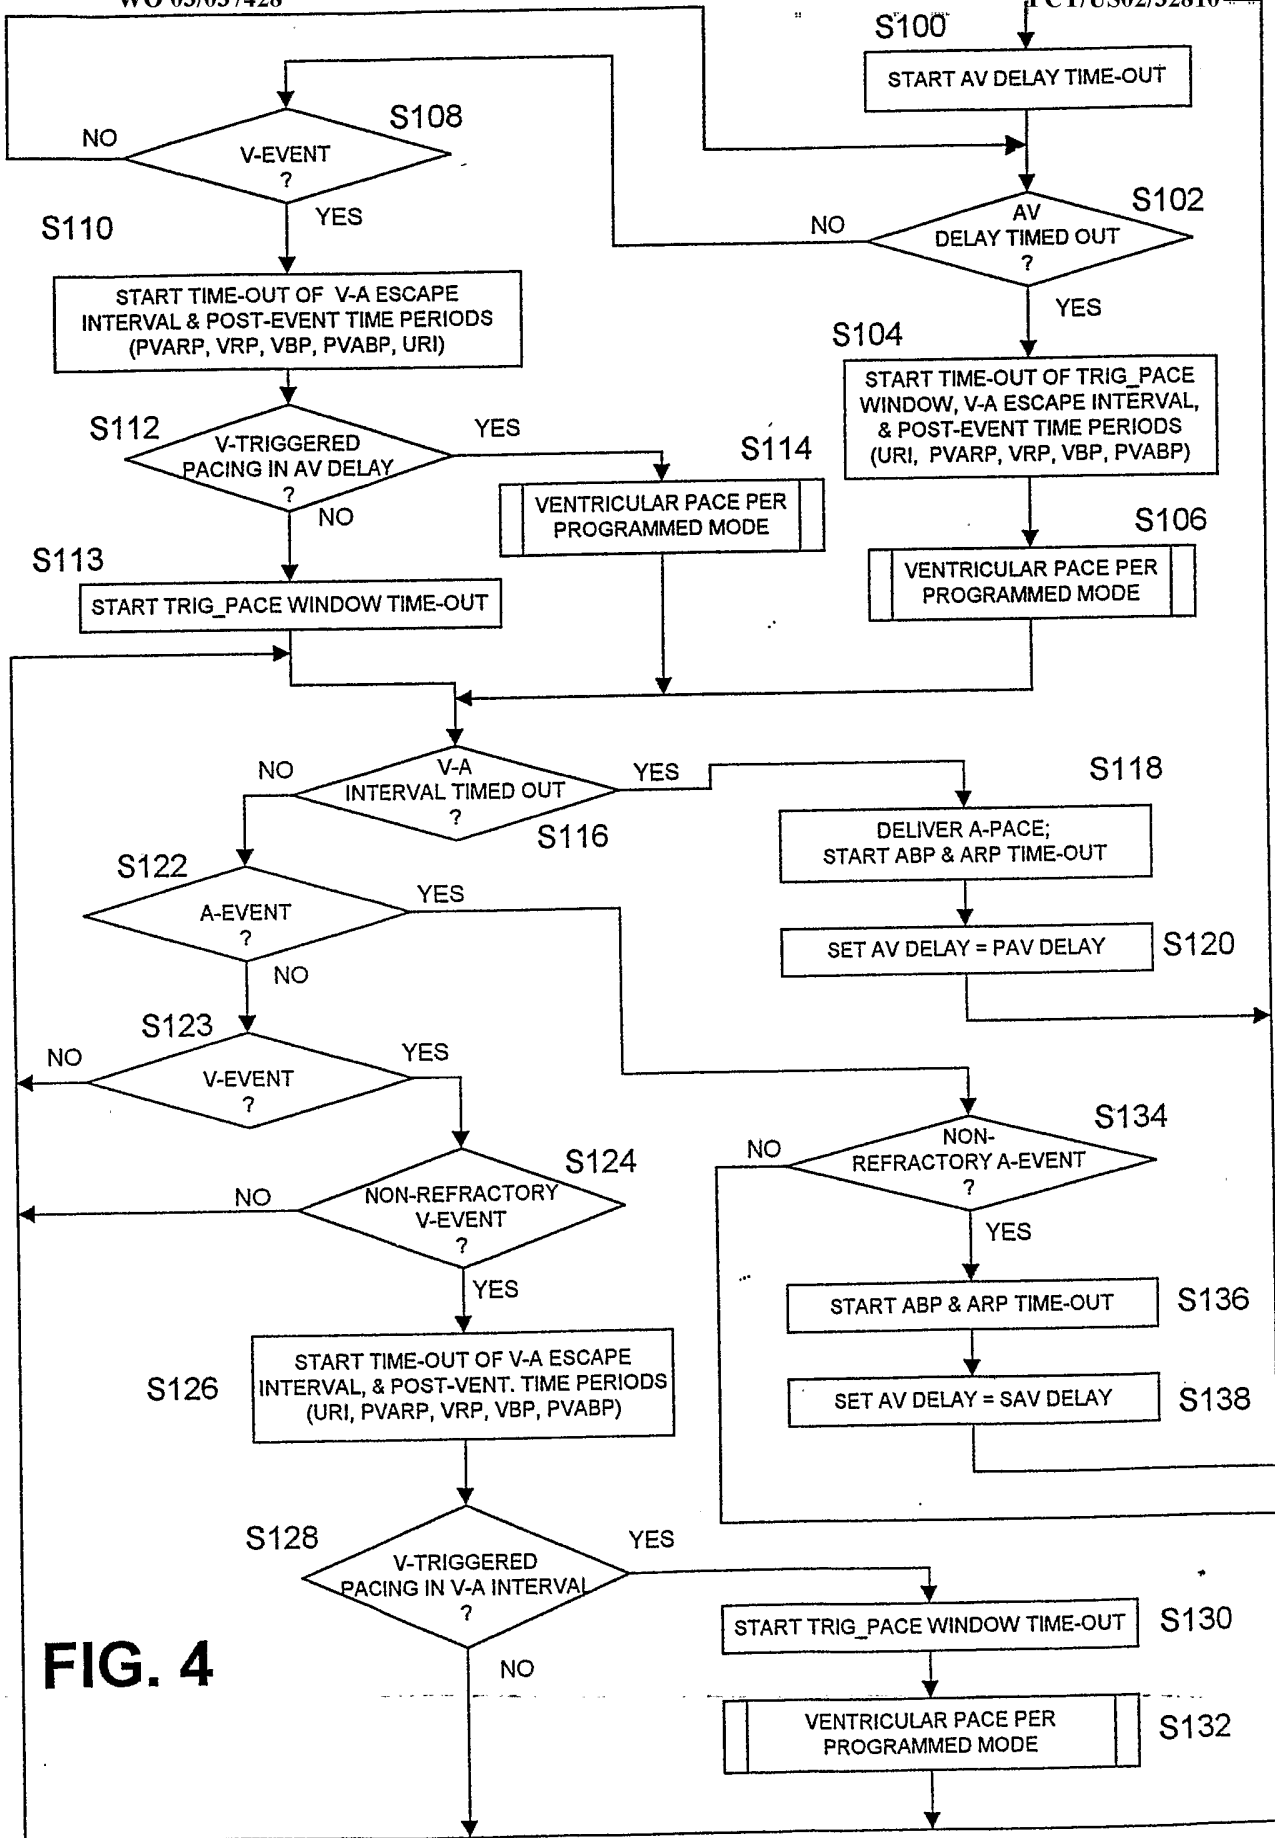 S100
START AV DELAY TIME-OUT
S108
NO
V-EVENT
?
YES
S102
AV
DELAY TIMED OUT
?
NO
YES
S110
START TIME-OUT OF V-A ESCAPE
INTERVAL & POST-EVENT TIME PERIODS
(PVARP, VRP, VBP, PVABP, URI)
S104
START TIME-OUT OF TRIG_PACE
WINDOW, V-A ESCAPE INTERVAL,
& POST-EVENT TIME PERIODS
(URI, PVARP, VRP, VBP, PVABP)
S112
V-TRIGGERED
PACING IN AV DELAY
?
YES
NO
S114
VENTRICULAR PACE PER
PROGRAMMED MODE
S106
VENTRICULAR PACE PER
PROGRAMMED MODE
S113
START TRIG_PACE WINDOW TIME-OUT
NO
V-A
INTERVAL TIMED OUT
?
YES
S116
S118
DELIVER A-PACE;
START ABP & ARP TIME-OUT
S122
A-EVENT
?
YES
NO
SET AV DELAY = PAV DELAY
S120
S123
NO
V-EVENT
?
YES
S134
NO
NON-
REFRACTORY A-EVENT
?
YES
S124
NO
NON-REFRACTORY
V-EVENT
?
YES
START ABP & ARP TIME-OUT
S136
S126
START TIME-OUT OF V-A ESCAPE
INTERVAL, & POST-VENT. TIME PERIODS
(URI, PVARP, VRP, VBP, PVABP)
SET AV DELAY = SAV DELAY
S138
S128
V-TRIGGERED
PACING IN V-A INTERVAL
?
YES
NO
START TRIG_PACE WINDOW TIME-OUT
S130
VENTRICULAR PACE PER
PROGRAMMED MODE
S132
FIG. 4